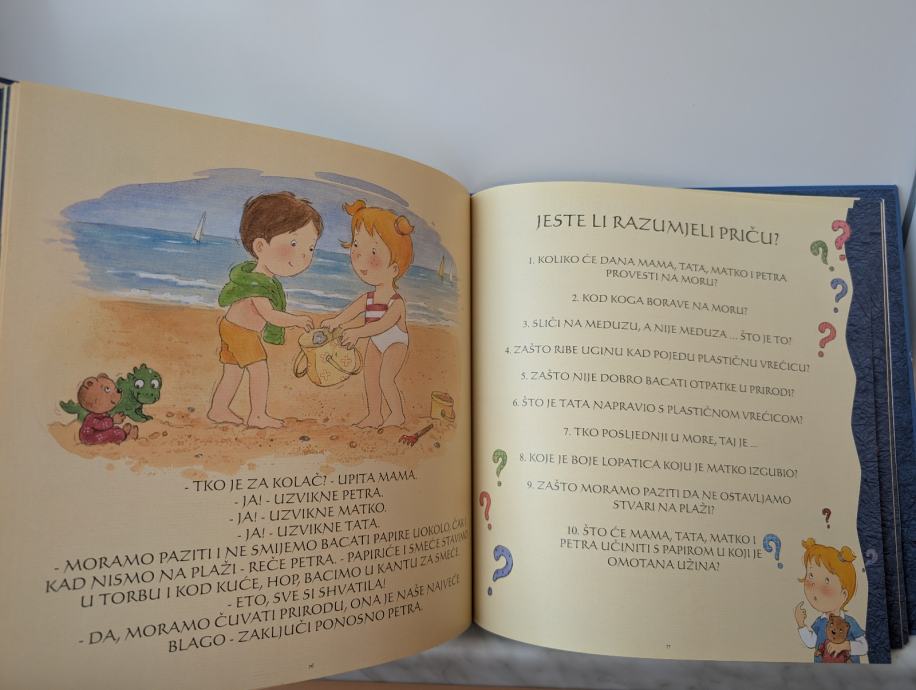 - TKO JE ZA KOLAČ? - UPITA MAMA.
- JA! - UZVIKNE PETRA.
- JA! - UZVIKNE MATKO.
- JA! - UZVIKNE TATA.
- MORAMO PAZITI I NE SMIJEMO BACATI PAPIRE UOKOLO, ČAK I
KAD NISMO NA PLAŽI - REČE PETRA. - PAPIRIĆE I SMEĆE STAVIMO
U TORBU I KOD KUĆE, HOP, BACIMO U KANTU ZA SMEĆE.
- ETO, SVE SI SHVATILA!
- DA, MORAMO ČUVATI PRIRODU, ONA JE NAŠE NAJVEĆE
BLAGO - ZAKLJUČI PONOSNO PETRA.
JESTE LI RAZUMJELI PRIČU?
1. KOLIKO ĆE DANA MAMA, TATA, MATKO I PETRA
PROVESTI NA MORU?
2. KOD KOGA BORAVE NA MORU?
3. SLIČI NA MEDUZU, A NIJE MEDUZA ... ŠTO JE TO?
4. ZAŠTO RIBE UGINU KAD POJEDU PLASTIČNU VREĆICU?
5. ZAŠTO NIJE DOBRO BACATI OTPATKE U PRIRODI?
6. ŠTO JE TATA NAPRAVIO S PLASTIČNOM VREĆICOM?
7. TKO POSLJEDNJI U MORE, TAJ JE ...
8. KOJE JE BOJE LOPATICA KOJU JE MATKO IZGUBIO?
9. ZAŠTO MORAMO PAZITI DA NE OSTAVLJAMO
STVARI NA PLAŽI?
10. ŠTO ĆE MAMA, TATA, MATKO I
PETRA UČINITI S PAPIROM U KOJI JE
OMOTANA UŽINA?